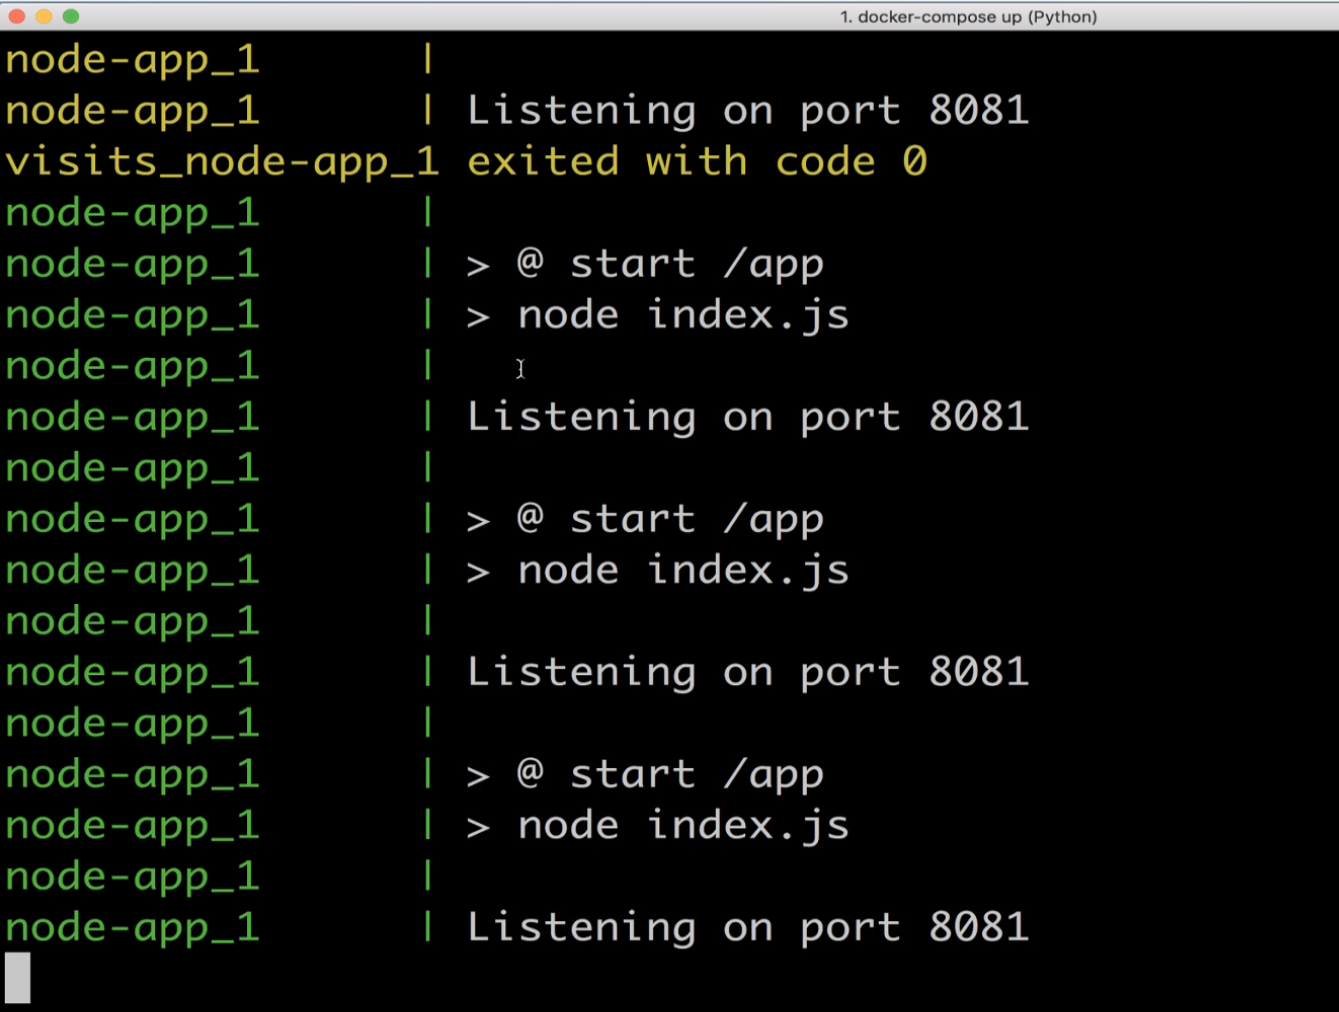 1. docker-compose up (Python)
node-app_1 |
node-app_1 | Listening on port 8081
visits_node-app_1 exited with code 0
node-app_1 |
node-app_1 | > @ start /app
node-app_1 | > node index.js
node-app_1 |
node-app_1 | Listening on port 8081
node-app_1 |
node-app_1 | > @ start /app
node-app_1 | > node index.js
node-app_1 |
node-app_1 | Listening on port 8081
node-app_1 |
node-app_1 | > @ start /app
node-app_1 | > node index.js
node-app_1 |
node-app_1 | Listening on port 8081